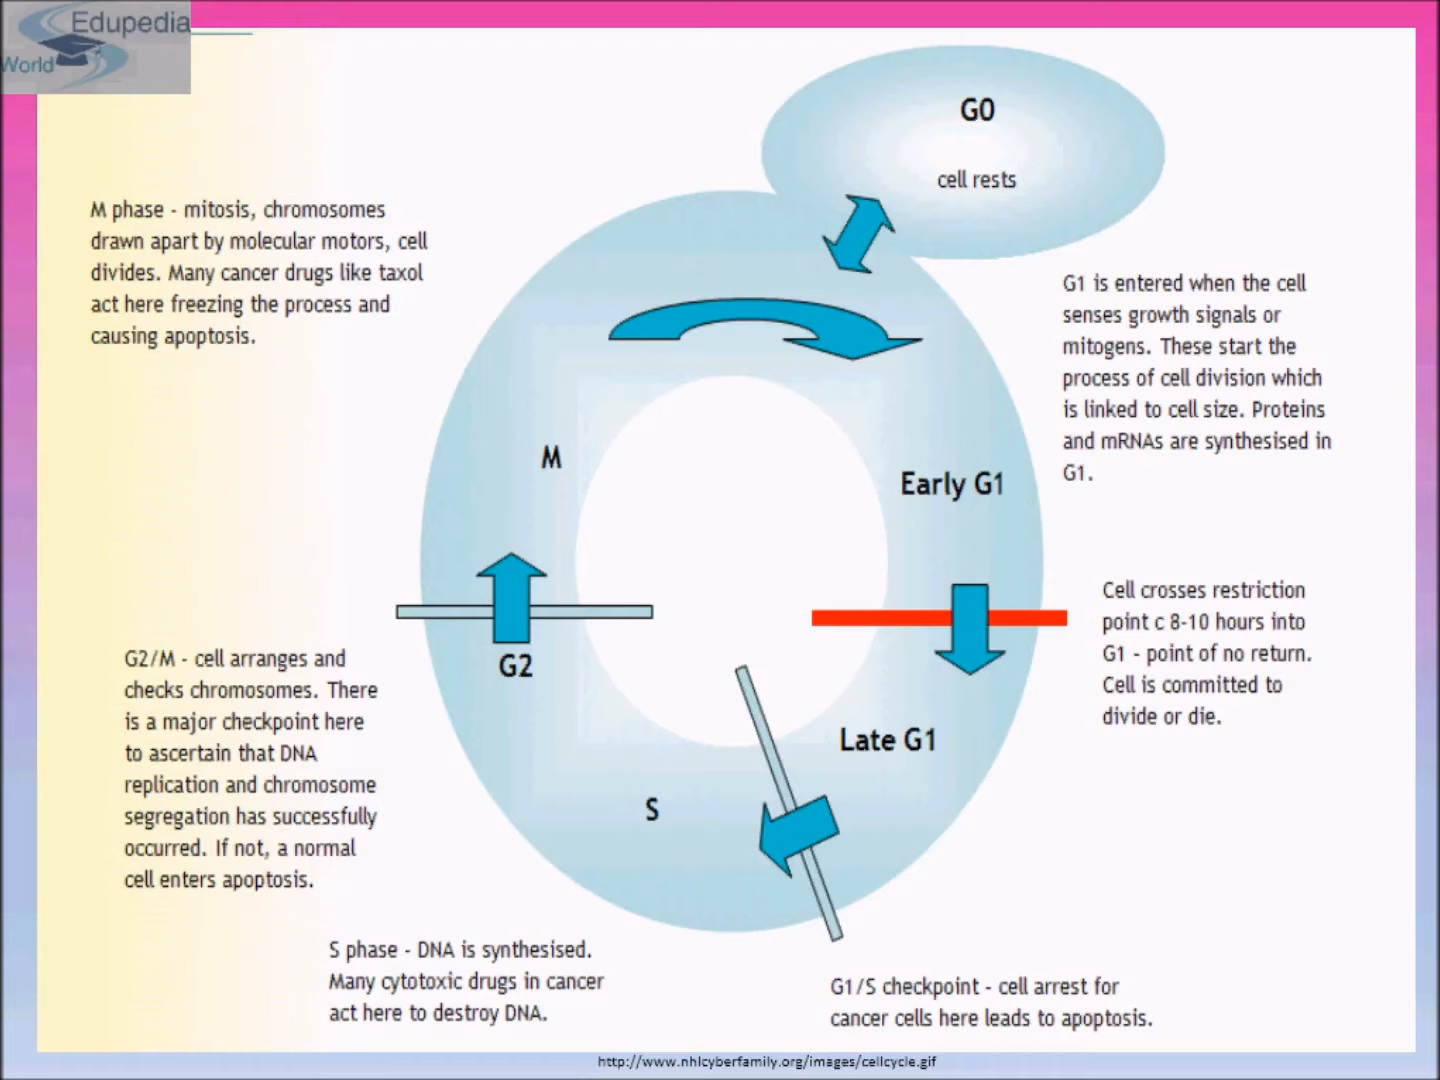 Edupedia
World
G0
cell rests
M phase - mitosis, chromosomes
drawn apart by molecular motors, cell
divides. Many cancer drugs like taxol
act here freezing the process and
causing apoptosis.
G1 is entered when the cell
senses growth signals or
mitogens. These start the
process of cell division which
is linked to cell size. Proteins
and mRNAs are synthesised in
G1.
M
Early G1
Cell crosses restriction
point c 8-10 hours into
G1 - point of no return.
Cell is committed to
divide or die.
G2
G2/M - cell arranges and
checks chromosomes. There
is a major checkpoint here
to ascertain that DNA
replication and chromosome
segregation has successfully
occurred. If not, a normal
cell enters apoptosis.
Late G1
S
S phase - DNA is synthesised.
Many cytotoxic drugs in cancer
act here to destroy DNA.
G1/S checkpoint - cell arrest for
cancer cells here leads to apoptosis.
http://www.nhlcyberfamily.org/images/cellcycle.gif